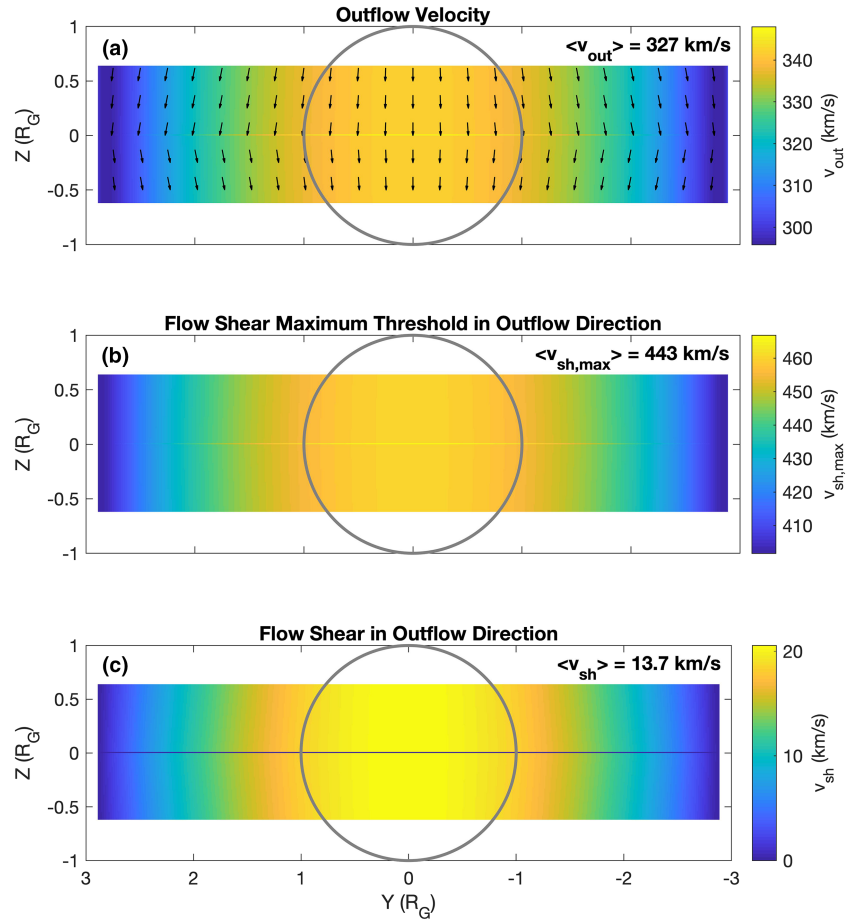 Outflow Velocity
(a)
<v_out> = 327 km/s
1
0.5
0
-0.5
-1
Z (R_G)
340
330
320
310
300
v_out (km/s)
Flow Shear Maximum Threshold in Outflow Direction
(b)
<v_sh,max> = 443 km/s
1
0.5
0
-0.5
-1
Z (R_G)
460
450
440
430
420
410
v_sh,max (km/s)
Flow Shear in Outflow Direction
(c)
<v_sh> = 13.7 km/s
1
0.5
0
-0.5
-1
Z (R_G)
20
10
0
v_sh (km/s)
3 2 1 0 -1 -2 -3
Y (R_G)